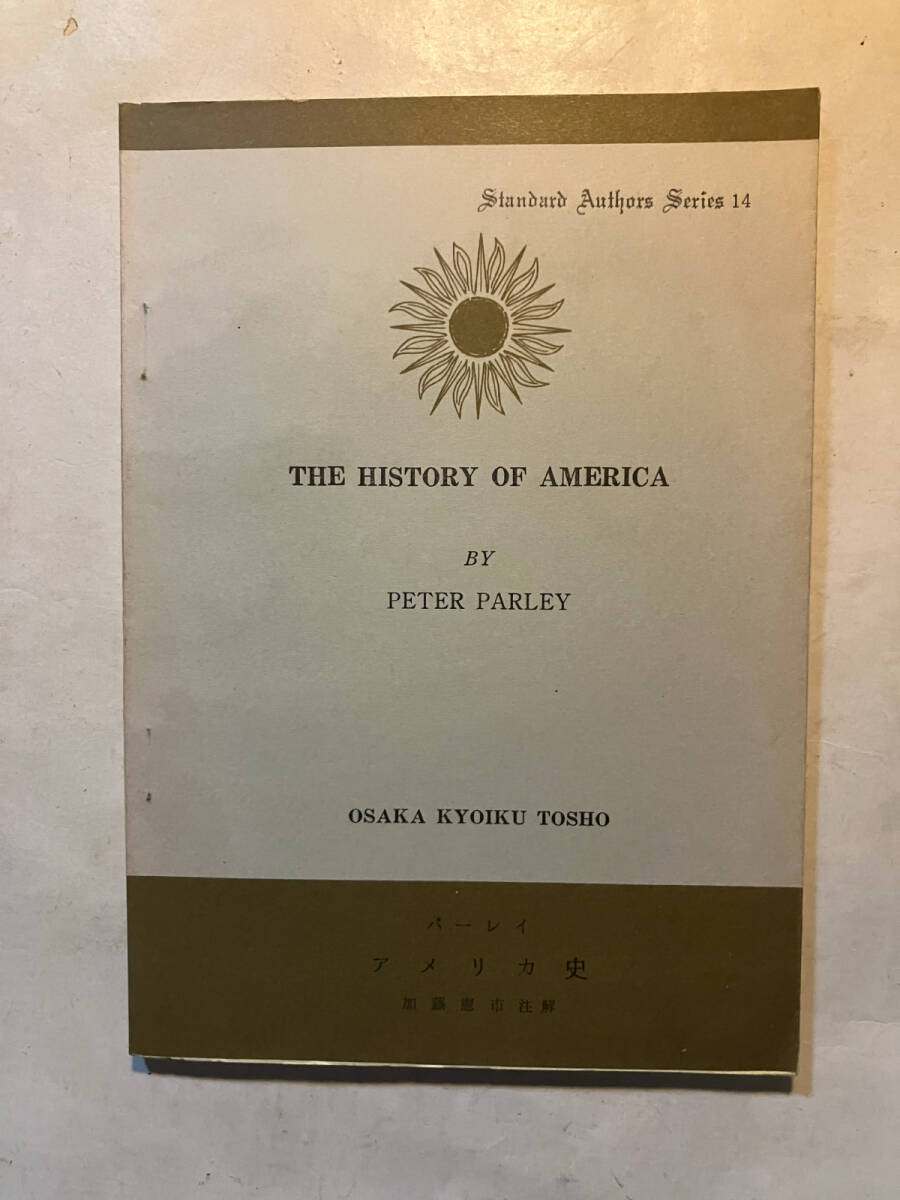 Standard Authors Series 14
THE HISTORY OF AMERICA
BY
PETER PARLEY
OSAKA KYOIKU TOSHO
パーレイ
アメリカ史
加藤憲市注解